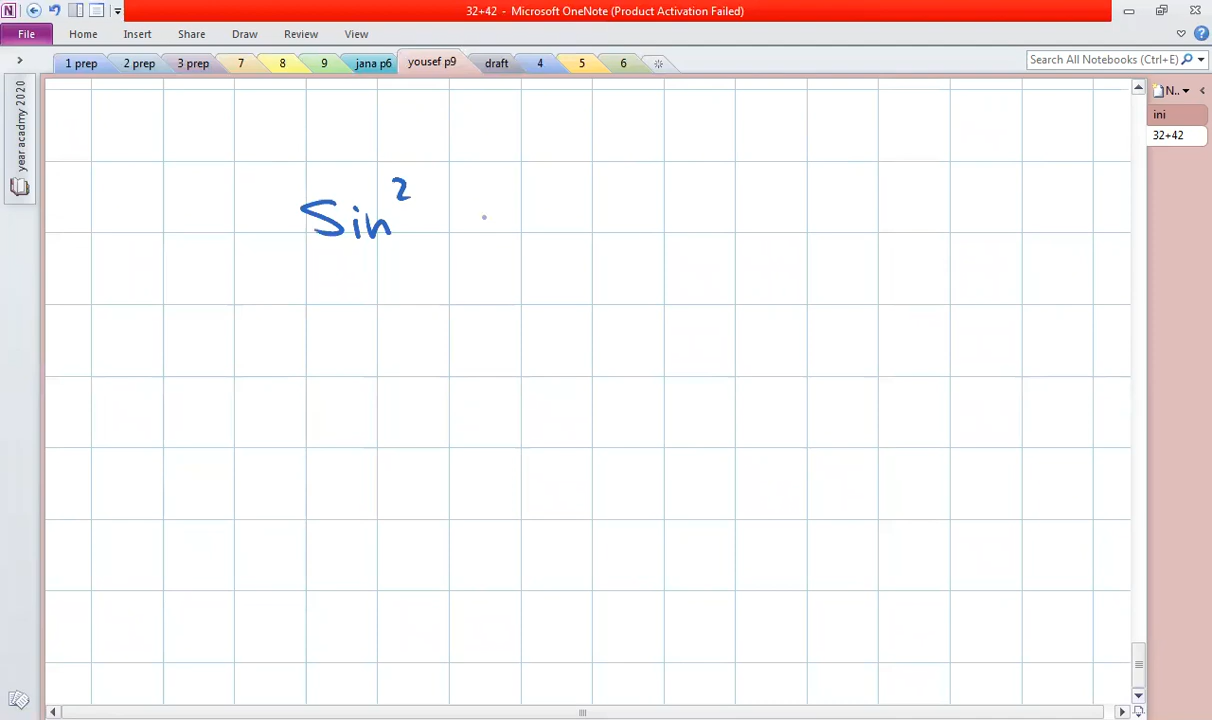 32+42 - Microsoft OneNote (Product Activation Failed)
File Home Insert Share Draw Review View
1 prep 2 prep 3 prep 7 8 9 jana p6 yousef p9 draft 4 5 6 Search All Notebooks (Ctrl+E)
year acadmy 2020
N..
ini
32+42
Sin²